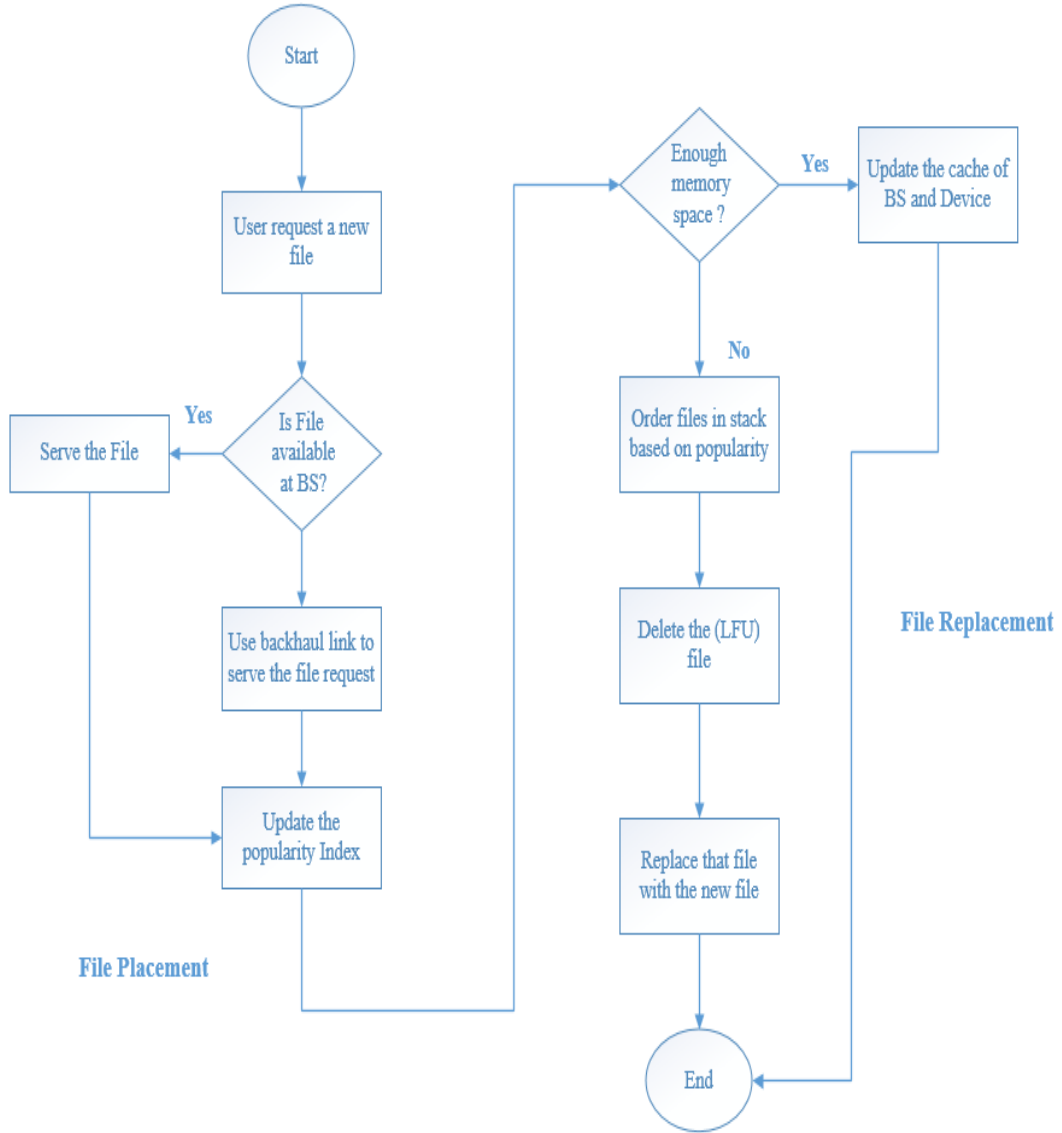 Start
User request a new
file
Is File
available
at BS?
Yes
Serve the File
Use backhaul link to
serve the file request
Update the
popularity Index
File Placement
Enough
memory
space ?
Yes
Update the cache of
BS and Device
No
Order files in stack
based on popularity
Delete the (LFU)
file
Replace that file
with the new file
End
File Replacement